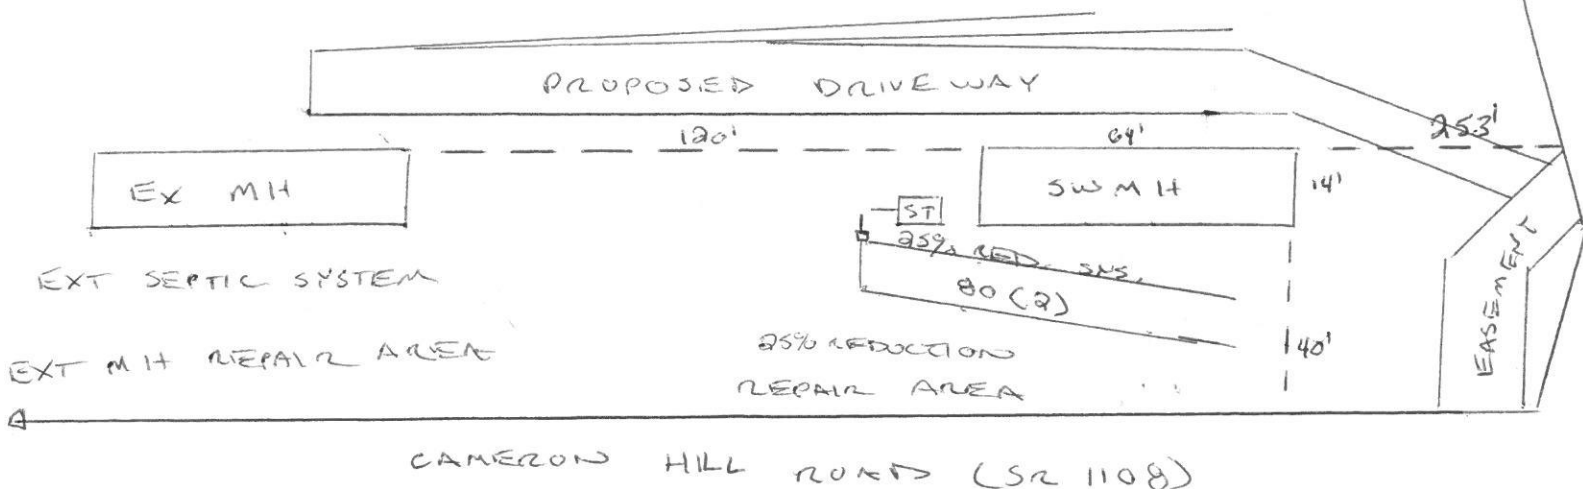 PROPOSED DRIVEWAY
120'
64'
253'
EX MH
SWMH
14'
ST
25% RED. SYS.
80 (2)
EXT SEPTIC SYSTEM
EASEMENT
25% REDUCTION
40'
EXT MH REPAIR AREA
REPAIR AREA
CAMERON HILL ROAD (SR 1108)